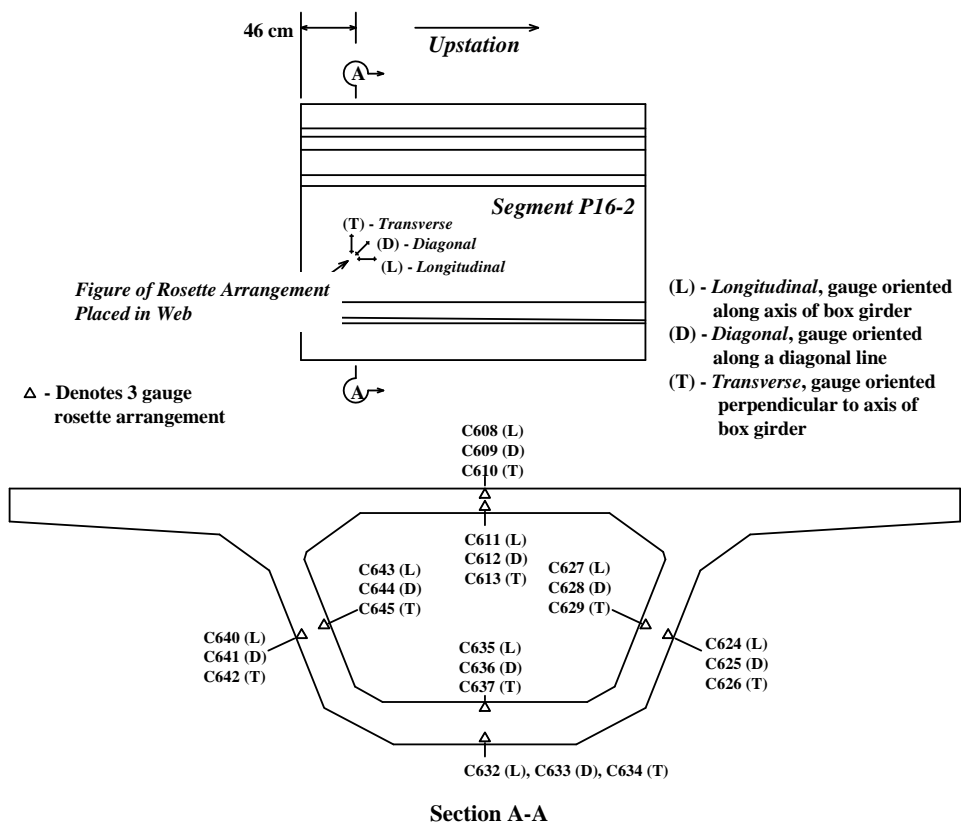 46 cm
Upstation
A
Segment P16-2
(T) - Transverse
(D) - Diagonal
(L) - Longitudinal
Figure of Rosette Arrangement
Placed in Web
(L) - Longitudinal, gauge oriented
along axis of box girder
(D) - Diagonal, gauge oriented
along a diagonal line
(T) - Transverse, gauge oriented
perpendicular to axis of
box girder
A
△ - Denotes 3 gauge
rosette arrangement
C608 (L)
C609 (D)
C610 (T)
C611 (L)
C612 (D)
C613 (T)
C643 (L)
C644 (D)
C645 (T)
C627 (L)
C628 (D)
C629 (T)
C640 (L)
C641 (D)
C642 (T)
C635 (L)
C636 (D)
C637 (T)
C624 (L)
C625 (D)
C626 (T)
C632 (L), C633 (D), C634 (T)
Section A-A